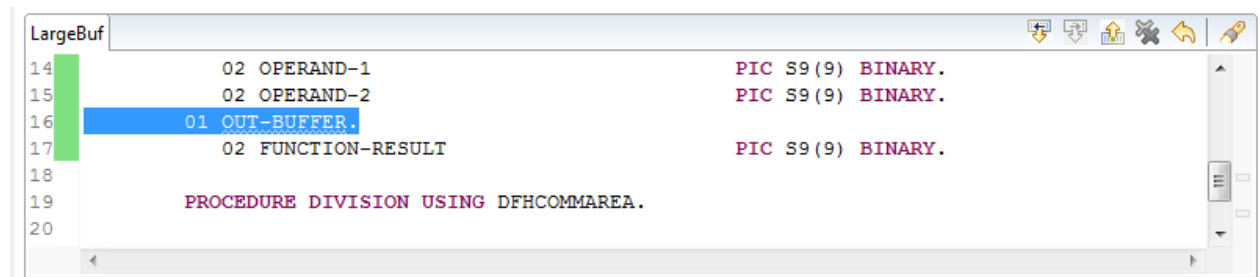 LargeBuf
14 02 OPERAND-1 PIC S9(9) BINARY.
15 02 OPERAND-2 PIC S9(9) BINARY.
16 01 OUT-BUFFER.
17 02 FUNCTION-RESULT PIC S9(9) BINARY.
18
19 PROCEDURE DIVISION USING DFHCOMMAREA.
20